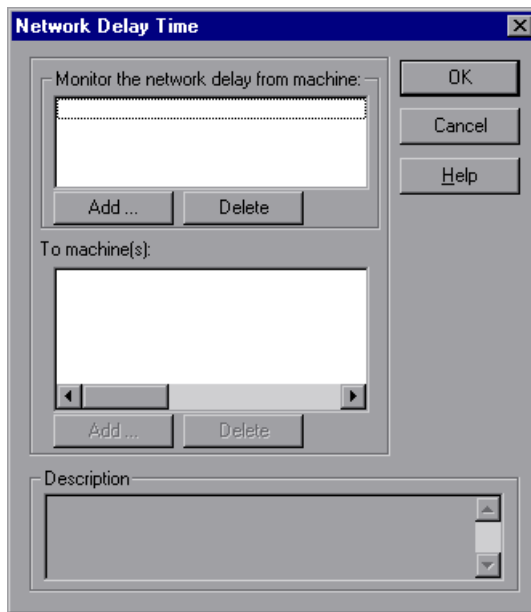 Network Delay Time
Monitor the network delay from machine:
OK
Cancel
Help
Add ...
Delete
To machine(s):
Add ...
Delete
Description